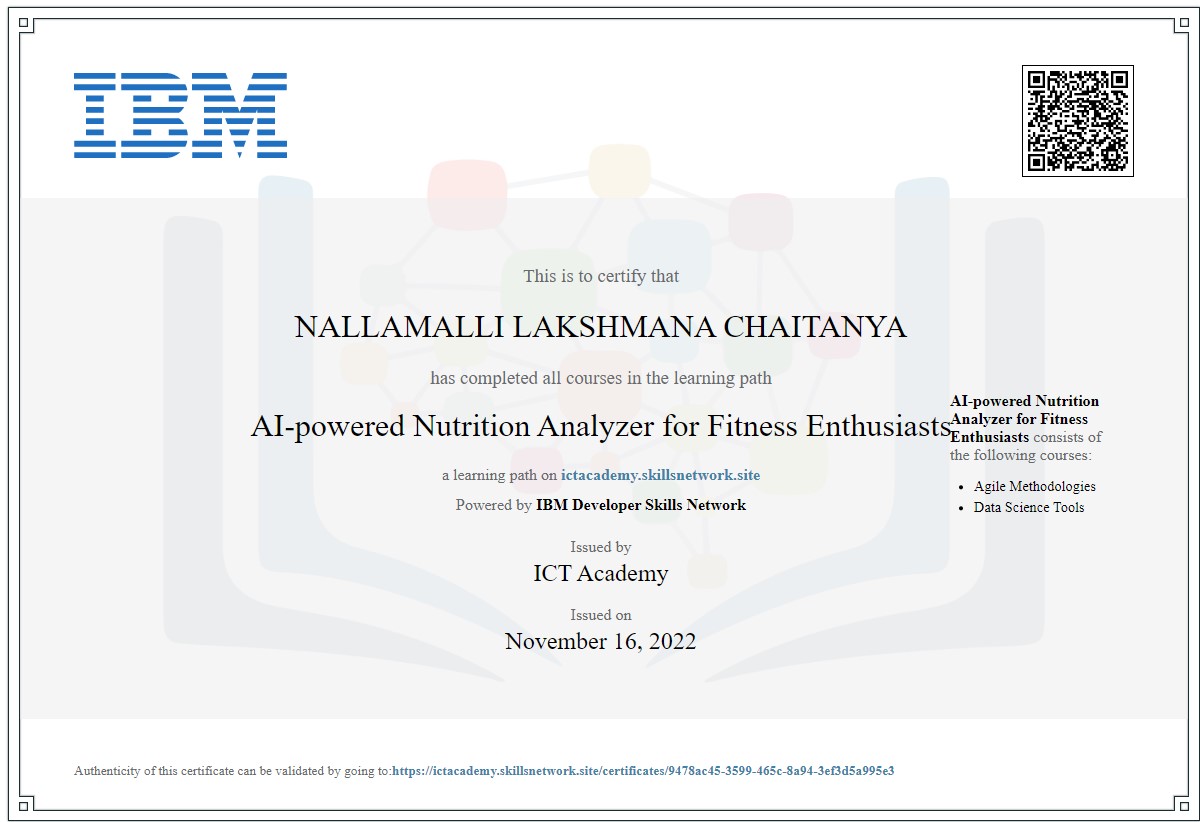 IBM
This is to certify that
NALLAMALLI LAKSHMANA CHAITANYA
has completed all courses in the learning path
AI-powered Nutrition Analyzer for Fitness Enthusiasts
a learning path on ictacademy.skillsnetwork.site
Powered by IBM Developer Skills Network
Issued by
ICT Academy
Issued on
November 16, 2022
AI-powered Nutrition
Analyzer for Fitness
Enthusiasts consists of
the following courses:
• Agile Methodologies
• Data Science Tools
Authenticity of this certificate can be validated by going to:https://ictacademy.skillsnetwork.site/certificates/9478ac45-3599-465c-8a94-3ef3d5a995e3